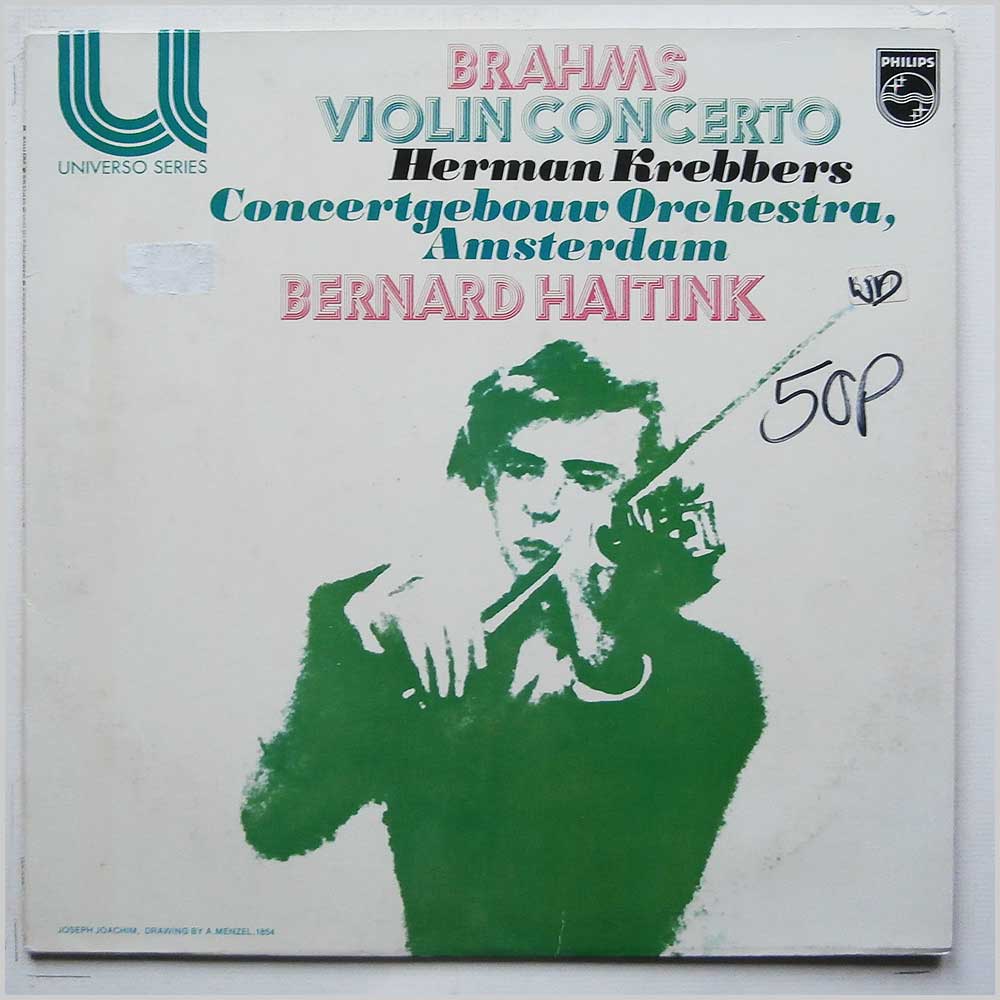 UNIVERSO SERIES
BRAHMS
VIOLIN CONCERTO
Herman Krebbers
Concertgebouw Orchestra,
Amsterdam
BERNARD HAITINK
PHILIPS
50P
JOSEPH JOACHIM, DRAWING BY A.MENZEL.1854